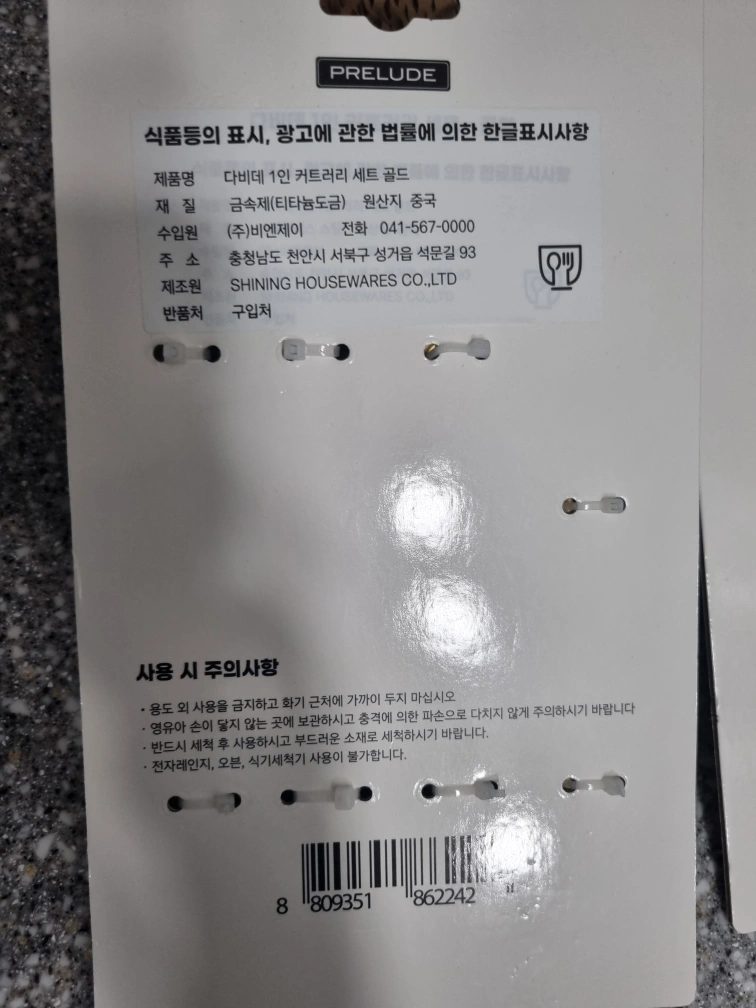 PRELUDE
식품등의 표시, 광고에 관한 법률에 의한 한글표시사항
제품명 다비데 1인 커트러리 세트 골드
재 질 금속제(티타늄도금) 원산지 중국
수입원 (주)비엔제이 전화 041-567-0000
주 소 충청남도 천안시 서북구 성거읍 석문길 93
제조원 SHINING HOUSEWARES CO.,LTD
반품처 구입처
사용 시 주의사항
· 용도 외 사용을 금지하고 화기 근처에 가까이 두지 마십시오
· 영유아 손이 닿지 않는 곳에 보관하시고 충격에 의한 파손으로 다치지 않게 주의하시기 바랍니다
· 반드시 세척 후 사용하시고 부드러운 소재로 세척하시기 바랍니다.
· 전자레인지, 오븐, 식기세척기 사용이 불가합니다.
8 809351 862242